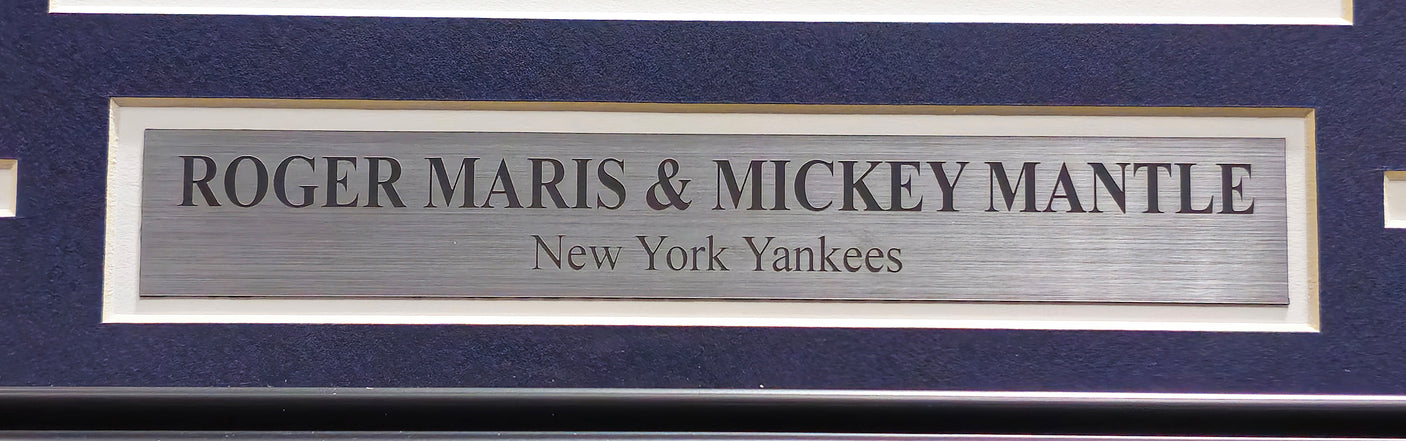 ROGER MARIS & MICKEY MANTLE
New York Yankees